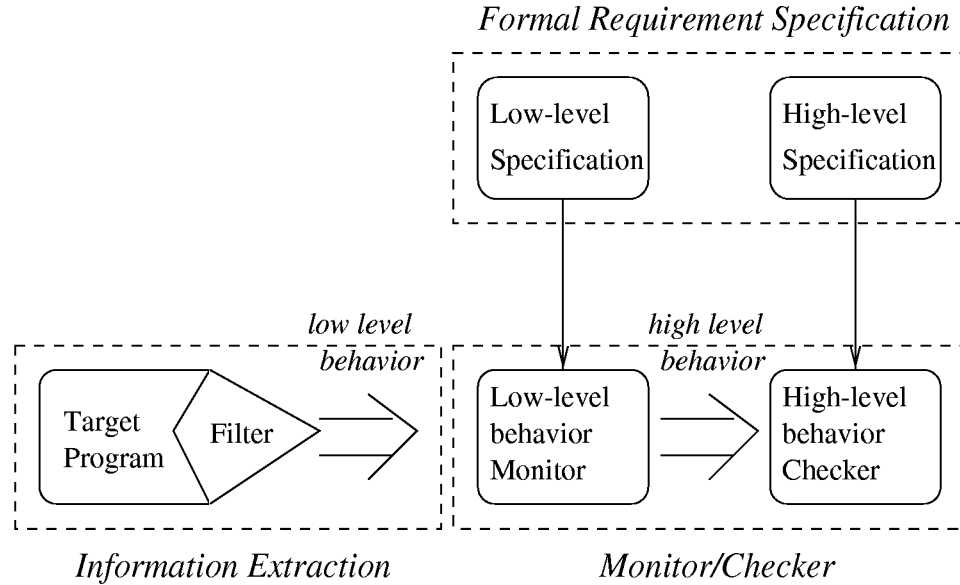 Formal Requirement Specification
Low-level
Specification
High-level
Specification
low level
behavior
high level
behavior
Target
Program
Filter
Low-level
behavior
Monitor
High-level
behavior
Checker
Information Extraction
Monitor/Checker